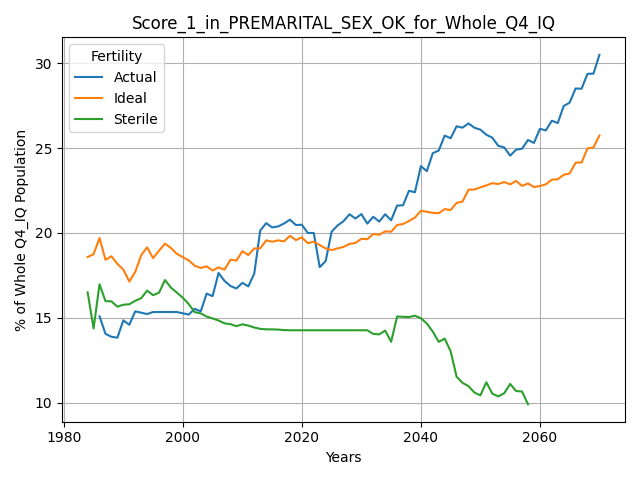 Score_1_in_PREMARITAL_SEX_OK_for_Whole_Q4_IQ
Fertility
Actual
Ideal
Sterile
% of Whole Q4_IQ Population
30
25
20
15
10
1980
2000
2020
2040
2060
Years